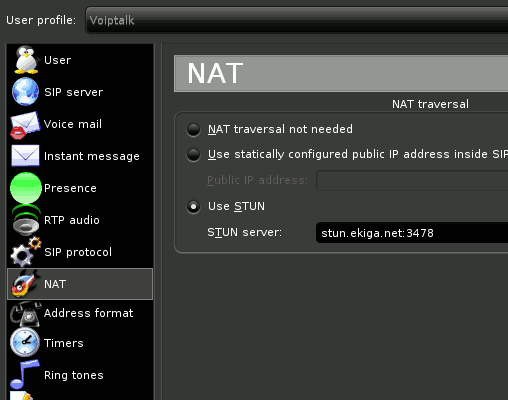 User profile: Voiptalk
User
SIP server
Voice mail
Instant message
Presence
RTP audio
SIP protocol
NAT
Address format
Timers
Ring tones
NAT
NAT traversal
NAT traversal not needed
Use statically configured public IP address inside SIP
Public IP address:
Use STUN
STUN server: stun.ekiga.net:3478